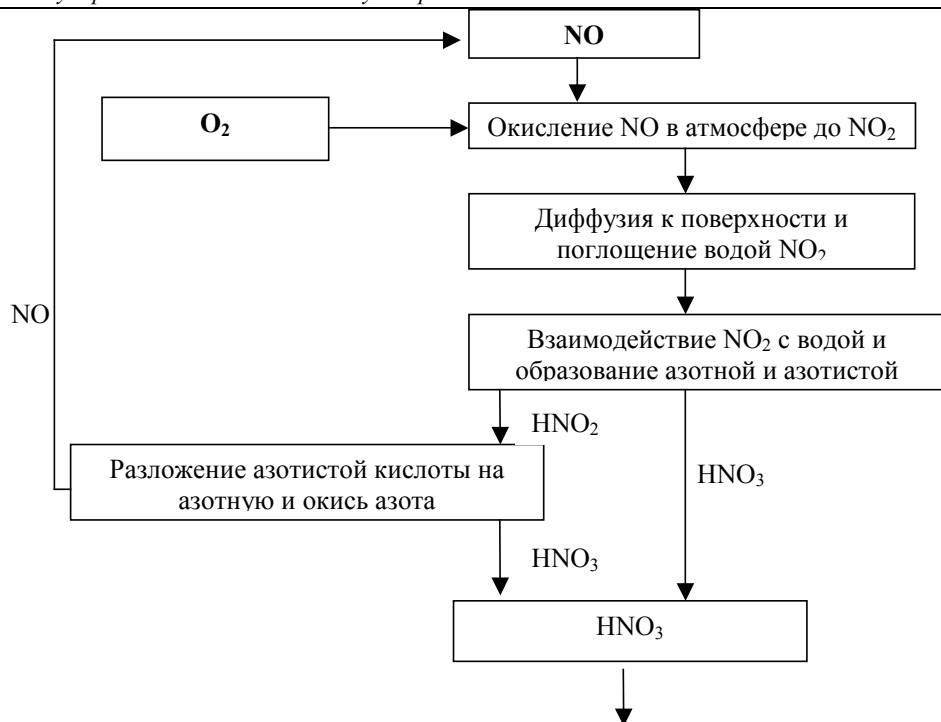 NO
O₂
Окисление NO в атмосфере до NO₂
Диффузия к поверхности и
поглощение водой NO₂
NO
Взаимодействие NO₂ с водой и
образование азотной и азотистой
HNO₂
Разложение азотистой кислоты на
азотную и окись азота
HNO₃
HNO₃
HNO₃